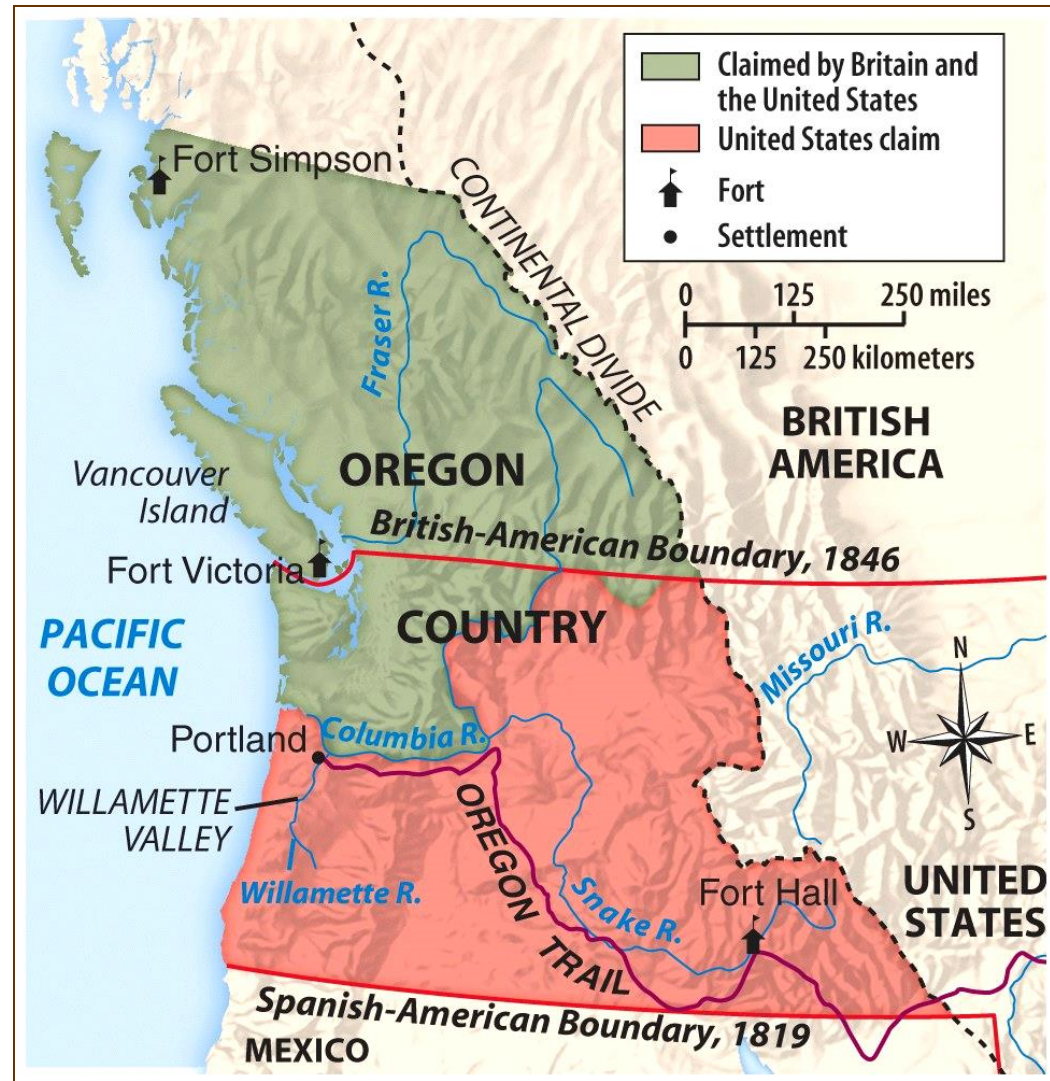 Claimed by Britain and
the United States
United States claim
Fort
Settlement
0 125 250 miles
0 125 250 kilometers
Fort Simpson
CONTINENTAL DIVIDE
Fraser R.
BRITISH
AMERICA
OREGON
Vancouver
Island
British-American Boundary, 1846
Fort Victoria
COUNTRY
PACIFIC
OCEAN
Missouri R.
N
W E
S
Portland
Columbia R.
WILLAMETTE
VALLEY
OREGON TRAIL
Willamette R.
Snake R.
Fort Hall
UNITED
STATES
Spanish-American Boundary, 1819
MEXICO